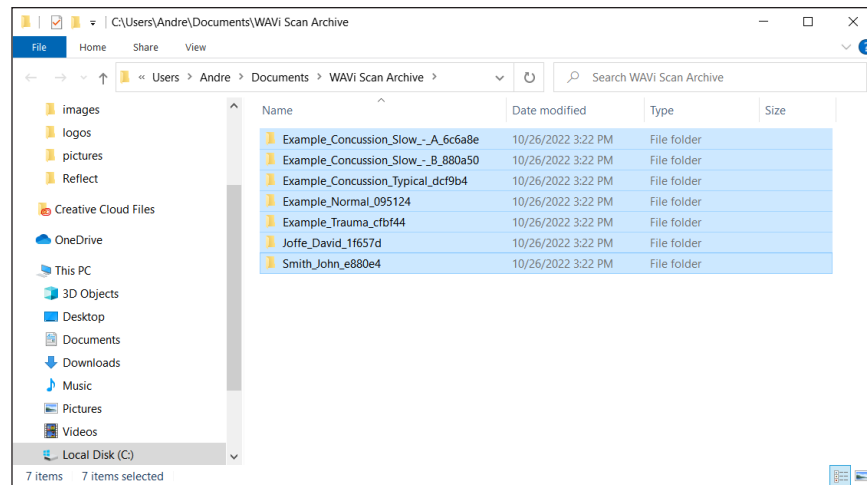 C:\Users\Andre\Documents\WAVi Scan Archive
File Home Share View
« Users > Andre > Documents > WAVi Scan Archive >
Search WAVi Scan Archive
images
logos
pictures
Reflect
Creative Cloud Files
OneDrive
This PC
3D Objects
Desktop
Documents
Downloads
Music
Pictures
Videos
Local Disk (C:)
Name Date modified Type Size
Example_Concussion_Slow_-_A_6c6a8e 10/26/2022 3:22 PM File folder
Example_Concussion_Slow_-_B_880a50 10/26/2022 3:22 PM File folder
Example_Concussion_Typical_dcf9b4 10/26/2022 3:22 PM File folder
Example_Normal_095124 10/26/2022 3:22 PM File folder
Example_Trauma_cfbf44 10/26/2022 3:22 PM File folder
Joffe_David_1f657d 10/26/2022 3:22 PM File folder
Smith_John_e880e4 10/26/2022 3:22 PM File folder
7 items 7 items selected